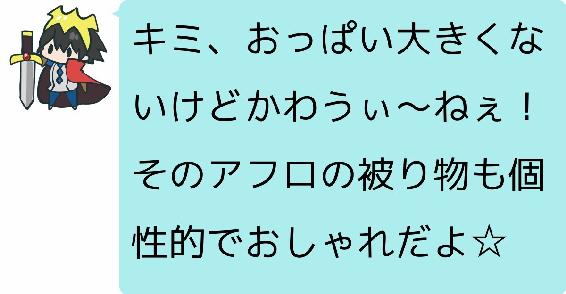 キミ、おっぱい大きくな
いけどかわうぃ～ねぇ！
そのアフロの被り物も個
性的でおしゃれだよ☆